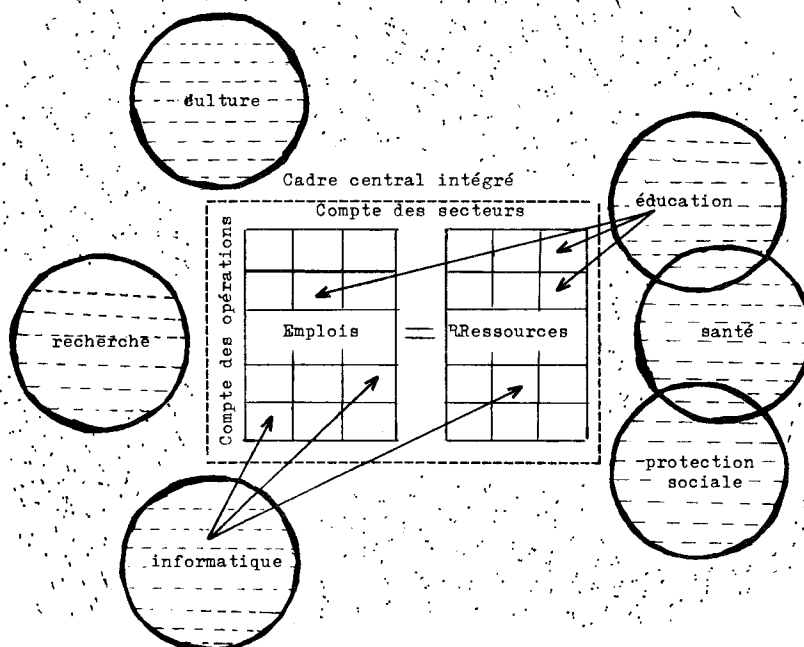 culture
Cadre central intégré
Compte des secteurs
éducation
Compte des opérations
Emplois
=
Ressources
recherche
santé
protection
sociale
informatique